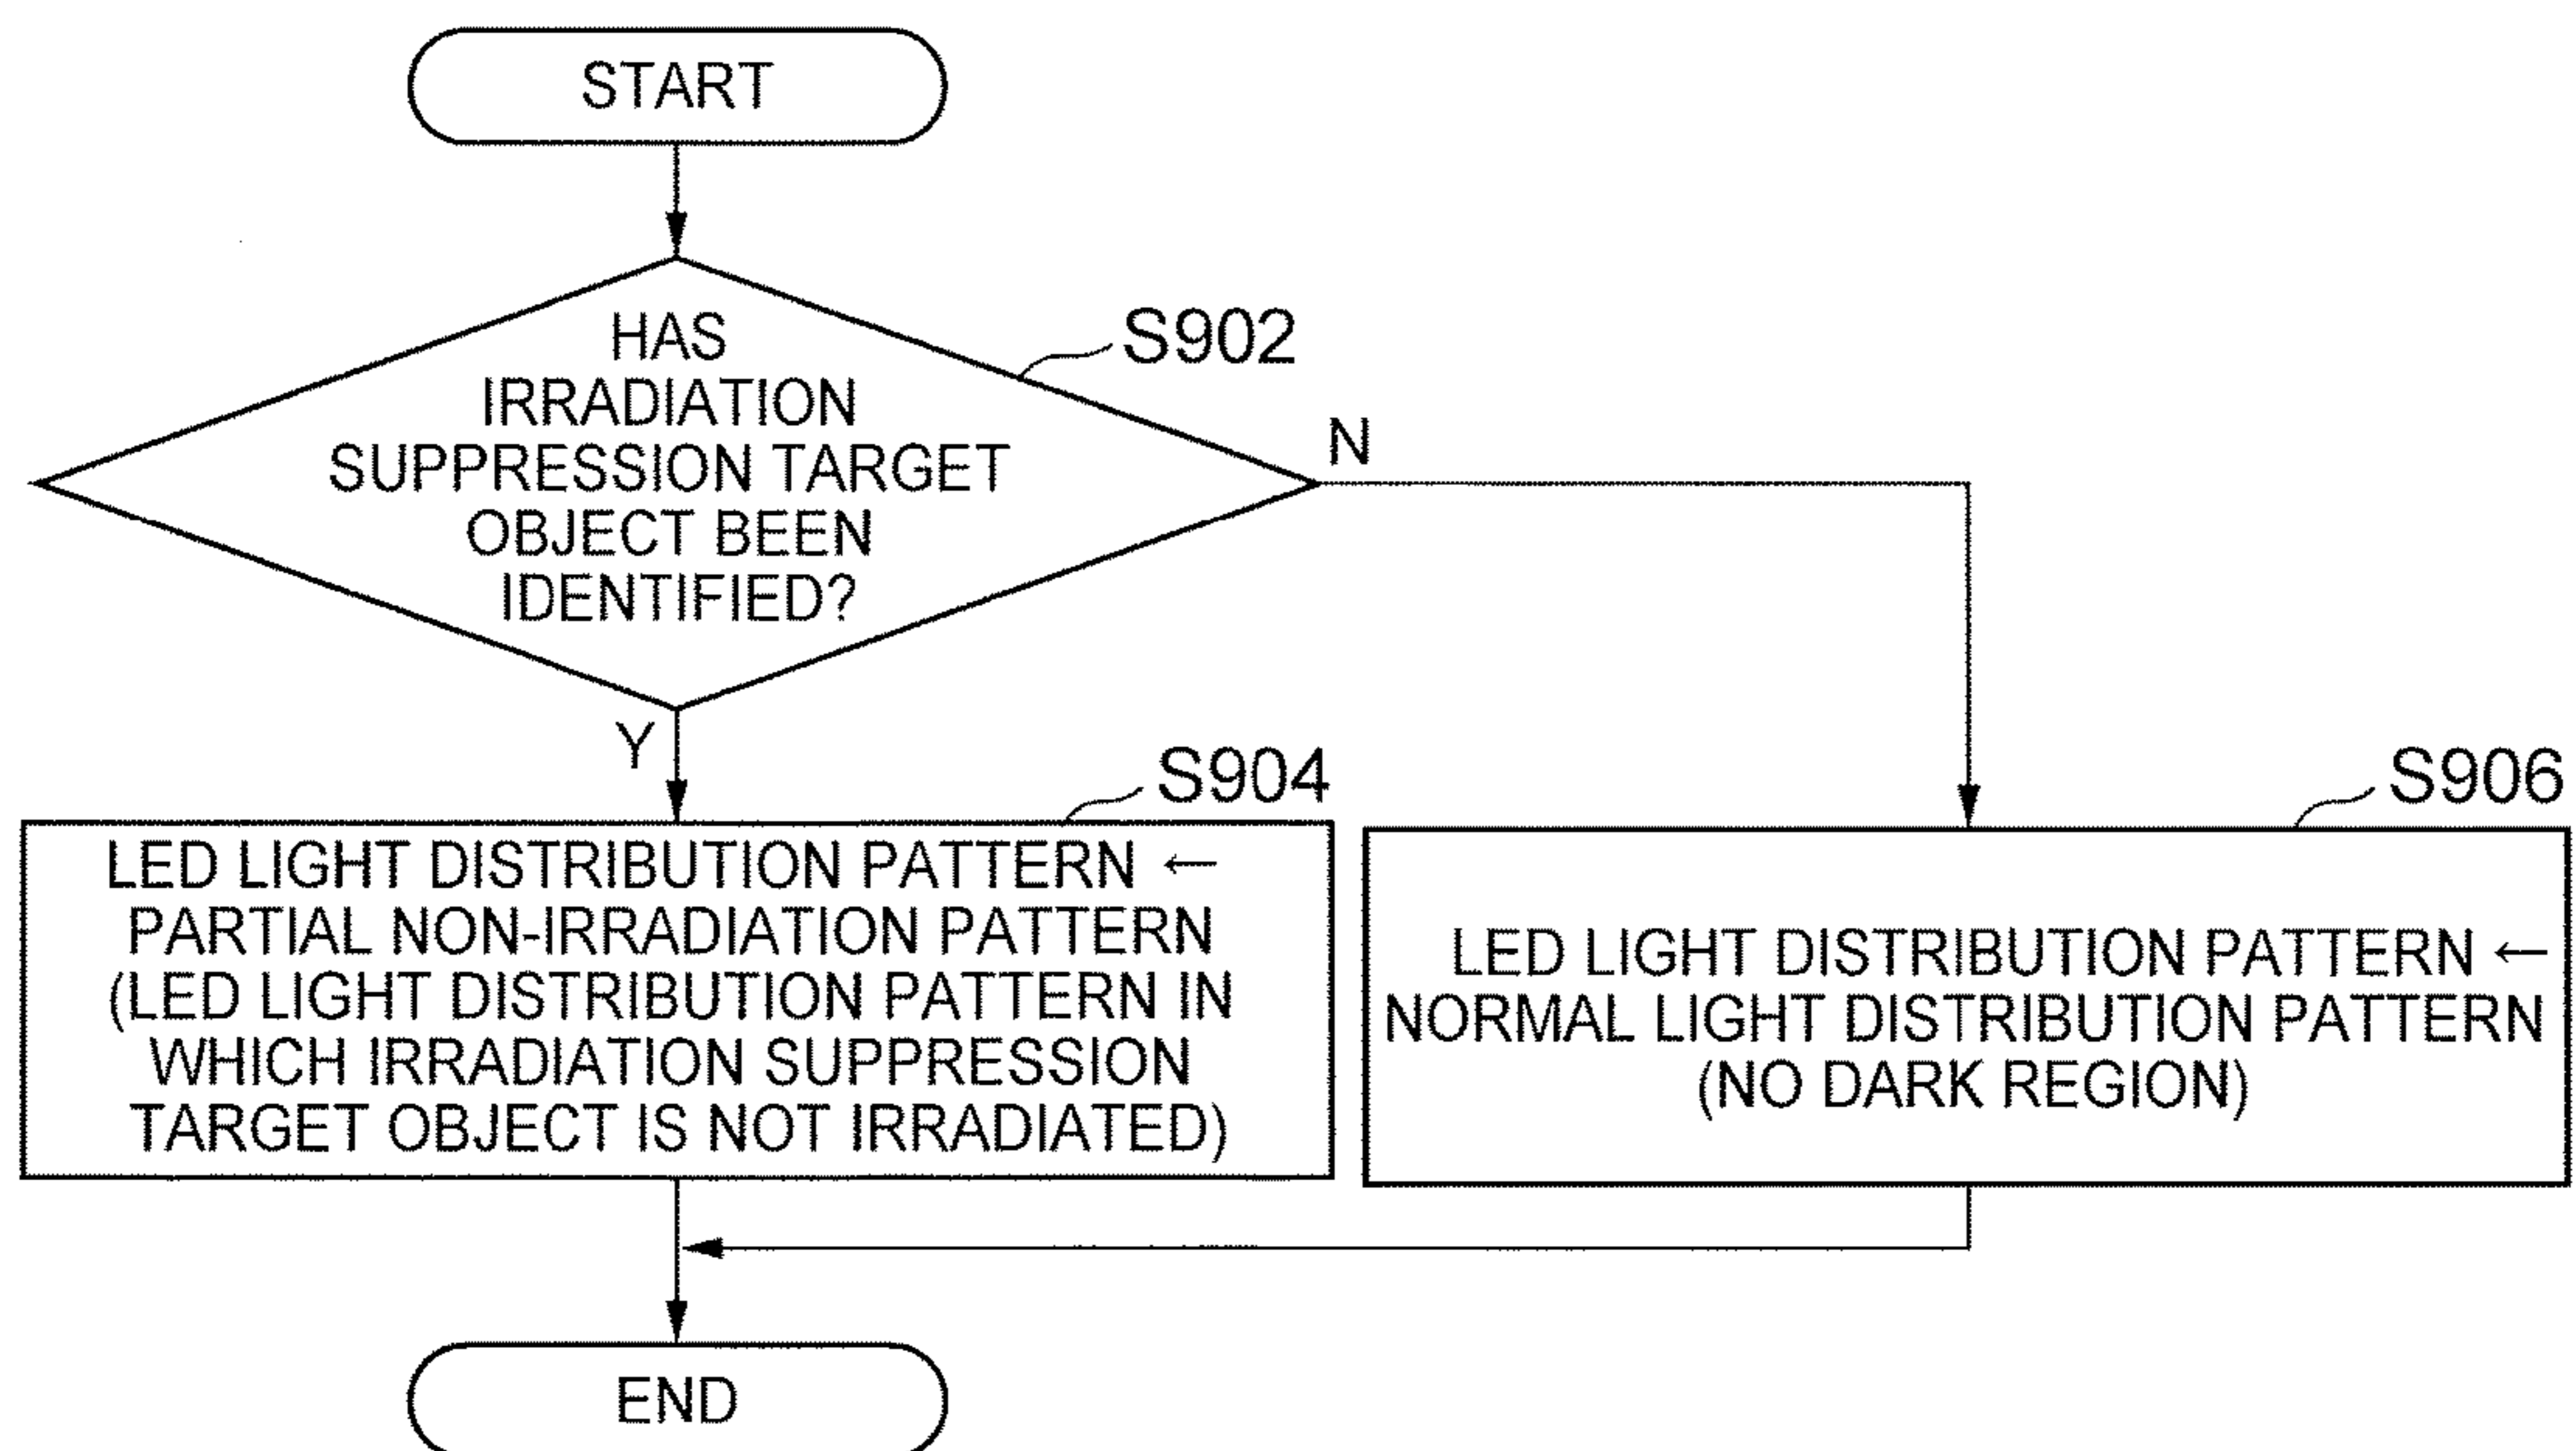 START
HAS
IRRADIATION
SUPPRESSION TARGET
OBJECT BEEN
IDENTIFIED?
S902
N
Y
S904
LED LIGHT DISTRIBUTION PATTERN ←
PARTIAL NON-IRRADIATION PATTERN
(LED LIGHT DISTRIBUTION PATTERN IN
WHICH IRRADIATION SUPPRESSION
TARGET OBJECT IS NOT IRRADIATED)
S906
LED LIGHT DISTRIBUTION PATTERN ←
NORMAL LIGHT DISTRIBUTION PATTERN
(NO DARK REGION)
END